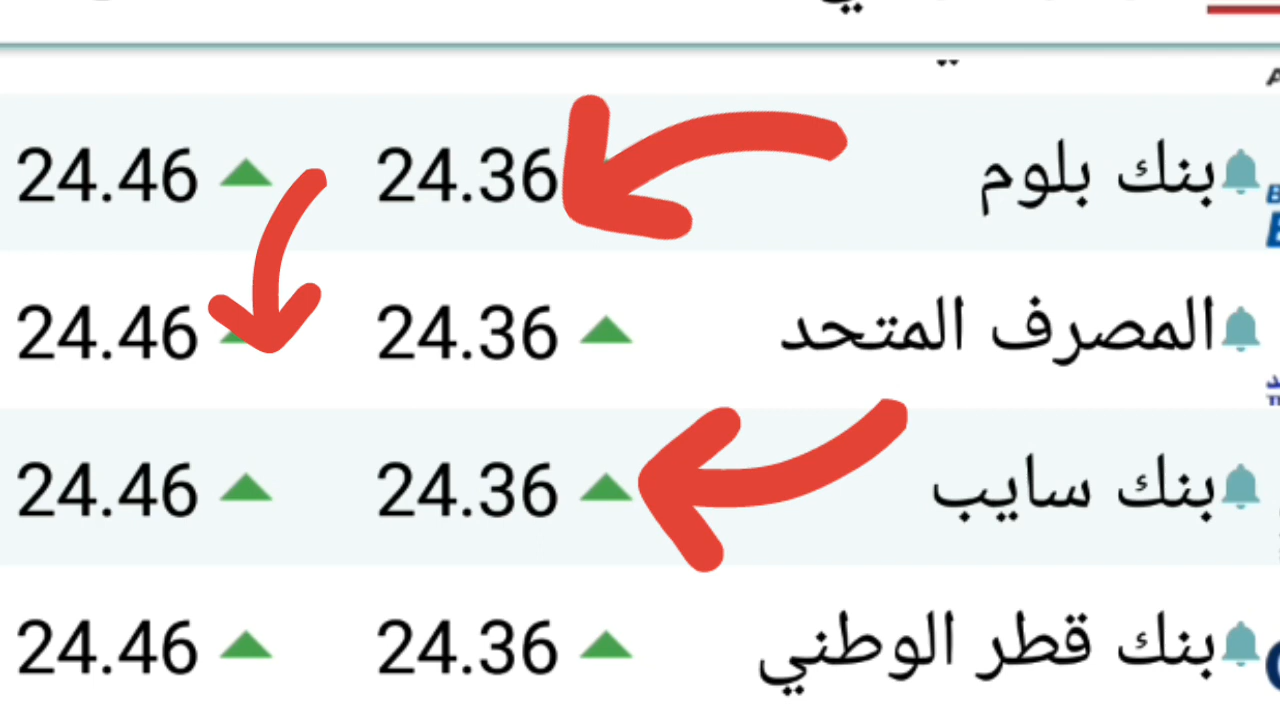 بنك بلوم 24.36 24.46
المصرف المتحد 24.36 24.46
بنك سايب 24.36 24.46
بنك قطر الوطني 24.36 24.46